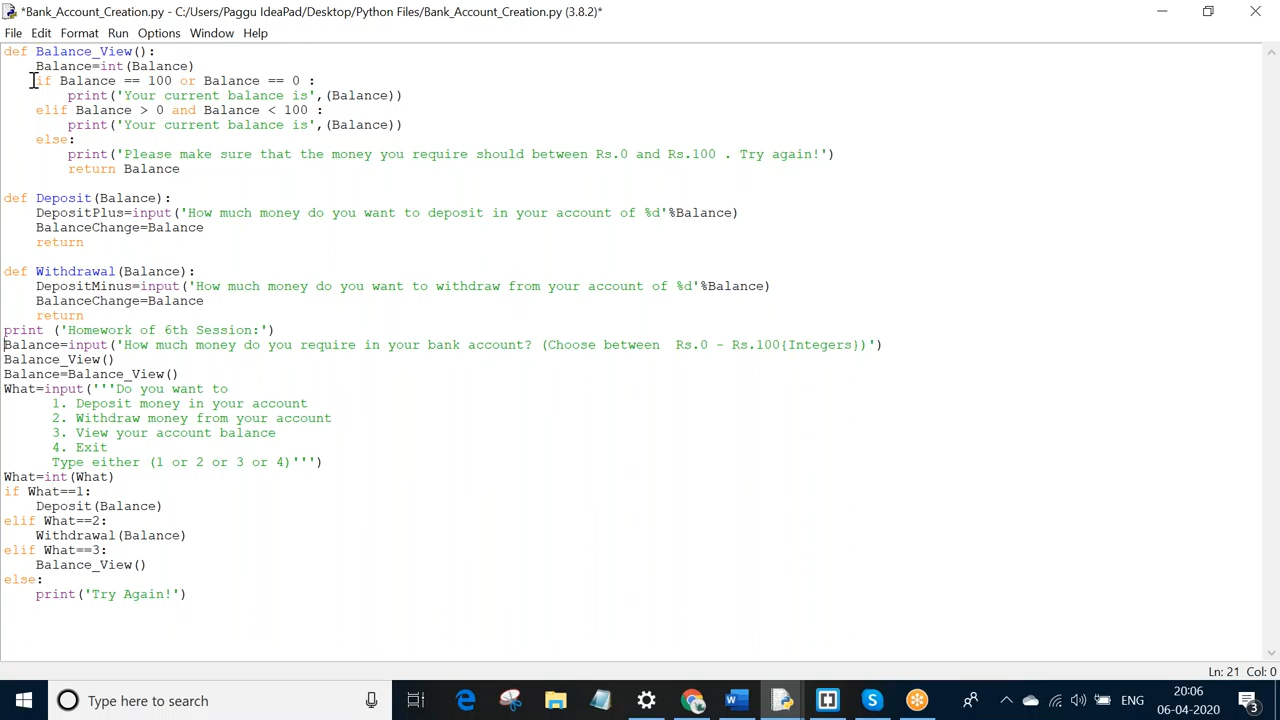 *Bank_Account_Creation.py - C:/Users/Paggu IdeaPad/Desktop/Python Files/Bank_Account_Creation.py (3.8.2)*
File Edit Format Run Options Window Help
def Balance_View():
    Balance=int(Balance)
    if Balance == 100 or Balance == 0 :
        print('Your current balance is',(Balance))
    elif Balance > 0 and Balance < 100 :
        print('Your current balance is',(Balance))
    else:
        print('Please make sure that the money you require should between Rs.0 and Rs.100 . Try again!')
        return Balance
def Deposit(Balance):
    DepositPlus=input('How much money do you want to deposit in your account of %d'%Balance)
    BalanceChange=Balance
    return
def Withdrawal(Balance):
    DepositMinus=input('How much money do you want to withdraw from your account of %d'%Balance)
    BalanceChange=Balance
    return
print ('Homework of 6th Session:')
Balance=input('How much money do you require in your bank account? (Choose between  Rs.0 - Rs.100{Integers})')
Balance_View()
Balance=Balance_View()
What=input('''Do you want to
      1. Deposit money in your account
      2. Withdraw money from your account
      3. View your account balance
      4. Exit
      Type either (1 or 2 or 3 or 4)''')
What=int(What)
if What==1:
    Deposit(Balance)
elif What==2:
    Withdrawal(Balance)
elif What==3:
    Balance_View()
else:
    print('Try Again!')
Ln: 21 Col: 0
Type here to search
ENG
20:06
06-04-2020
3